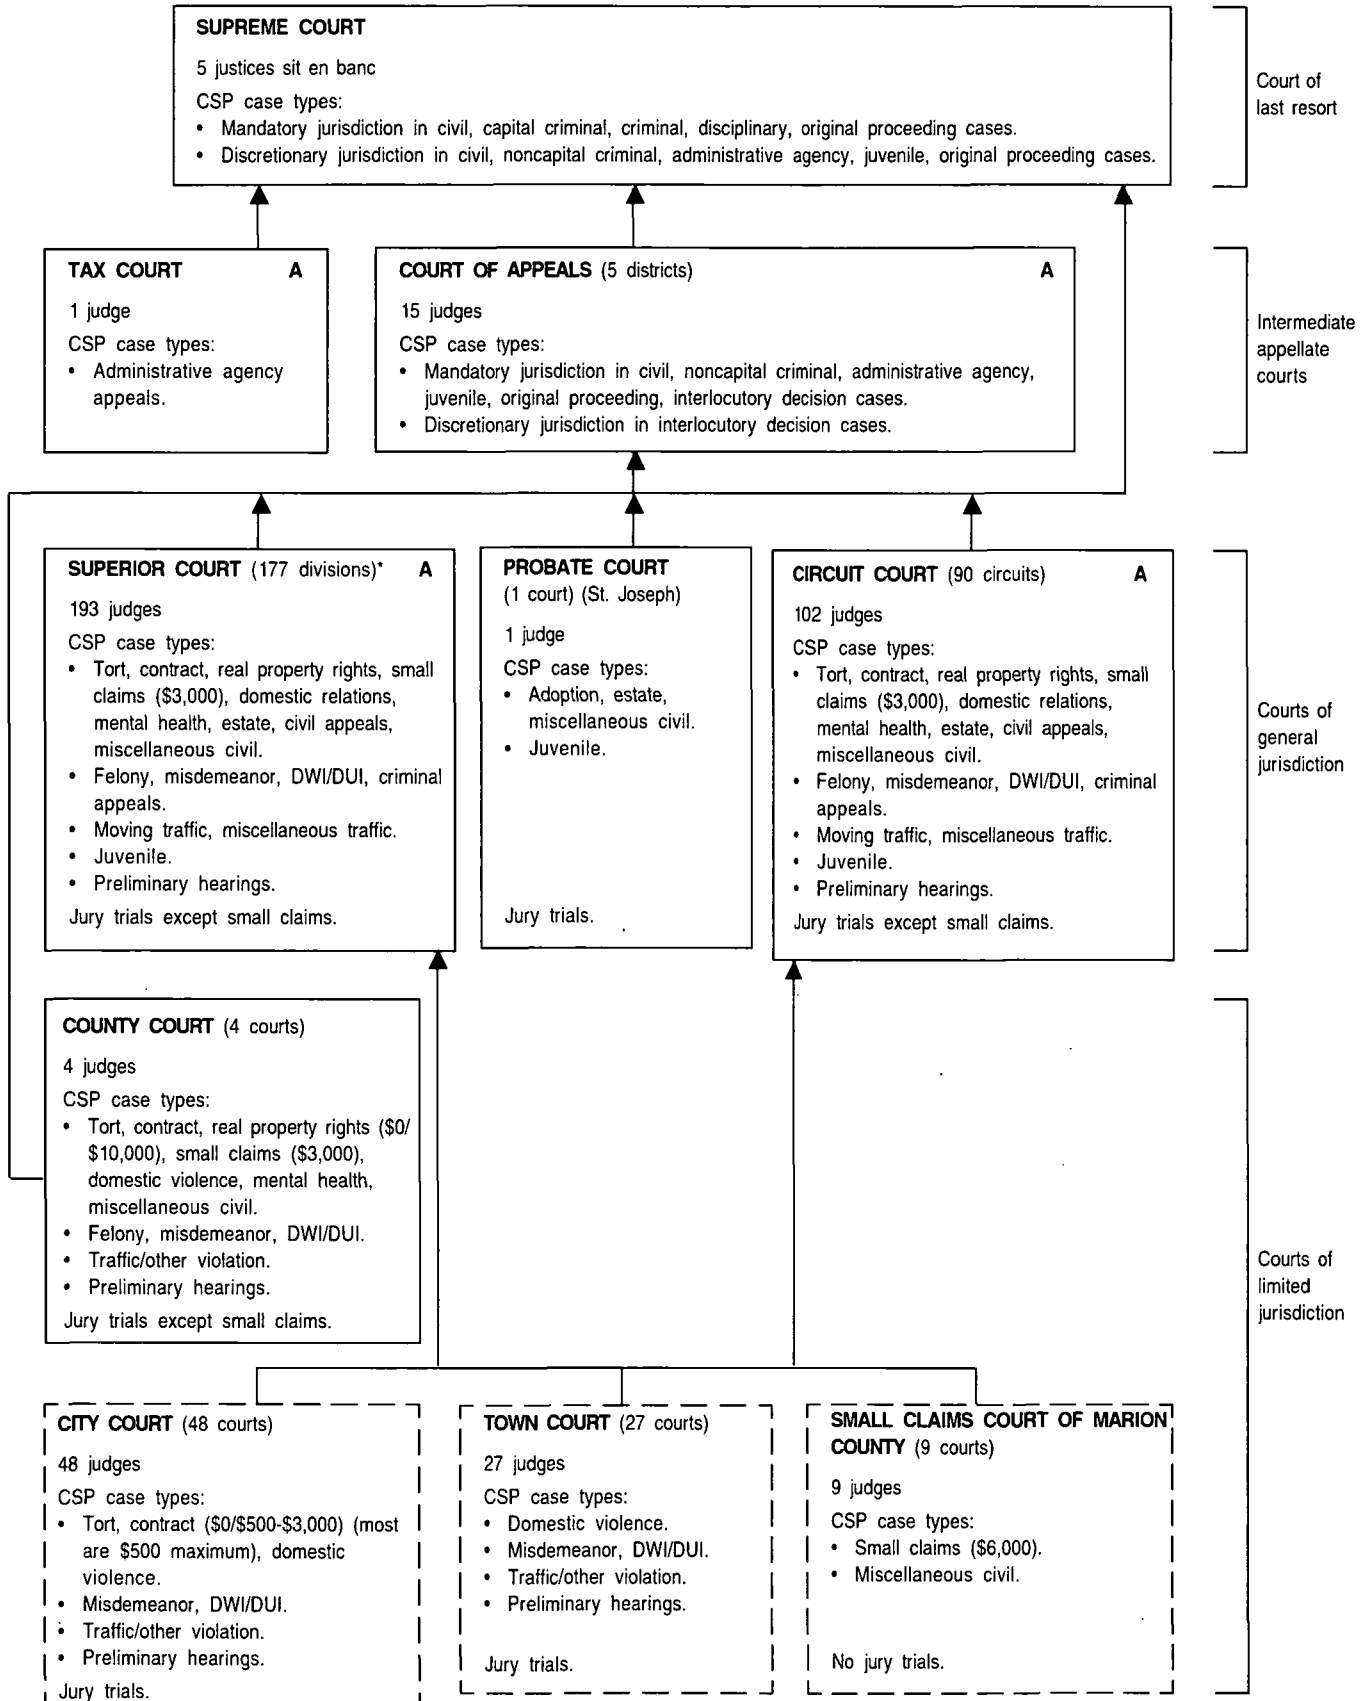 SUPREME COURT
5 justices sit en banc
CSP case types:
• Mandatory jurisdiction in civil, capital criminal, criminal, disciplinary, original proceeding cases.
• Discretionary jurisdiction in civil, noncapital criminal, administrative agency, juvenile, original proceeding cases.
Court of
last resort
TAX COURT A
1 judge
CSP case types:
• Administrative agency
appeals.
COURT OF APPEALS (5 districts) A
15 judges
CSP case types:
• Mandatory jurisdiction in civil, noncapital criminal, administrative agency,
juvenile, original proceeding, interlocutory decision cases.
• Discretionary jurisdiction in interlocutory decision cases.
Intermediate
appellate
courts
SUPERIOR COURT (177 divisions)* A
193 judges
CSP case types:
• Tort, contract, real property rights, small
claims ($3,000), domestic relations,
mental health, estate, civil appeals,
miscellaneous civil.
• Felony, misdemeanor, DWI/DUI, criminal
appeals.
• Moving traffic, miscellaneous traffic.
• Juvenile.
• Preliminary hearings.
Jury trials except small claims.
PROBATE COURT
(1 court) (St. Joseph)
1 judge
CSP case types:
• Adoption, estate,
miscellaneous civil.
• Juvenile.
Jury trials.
CIRCUIT COURT (90 circuits) A
102 judges
CSP case types:
• Tort, contract, real property rights, small
claims ($3,000), domestic relations,
mental health, estate, civil appeals,
miscellaneous civil.
• Felony, misdemeanor, DWI/DUI, criminal
appeals.
• Moving traffic, miscellaneous traffic.
• Juvenile.
• Preliminary hearings.
Jury trials except small claims.
Courts of
general
jurisdiction
COUNTY COURT (4 courts)
4 judges
CSP case types:
• Tort, contract, real property rights ($0/
$10,000), small claims ($3,000),
domestic violence, mental health,
miscellaneous civil.
• Felony, misdemeanor, DWI/DUI.
• Traffic/other violation.
• Preliminary hearings.
Jury trials except small claims.
Courts of
limited
jurisdiction
CITY COURT (48 courts)
48 judges
CSP case types:
• Tort, contract ($0/$500-$3,000) (most
are $500 maximum), domestic
violence.
• Misdemeanor, DWI/DUI.
• Traffic/other violation.
• Preliminary hearings.
Jury trials.
TOWN COURT (27 courts)
27 judges
CSP case types:
• Domestic violence.
• Misdemeanor, DWI/DUI.
• Traffic/other violation.
• Preliminary hearings.
Jury trials.
SMALL CLAIMS COURT OF MARION
COUNTY (9 courts)
9 judges
CSP case types:
• Small claims ($6,000).
• Miscellaneous civil.
No jury trials.